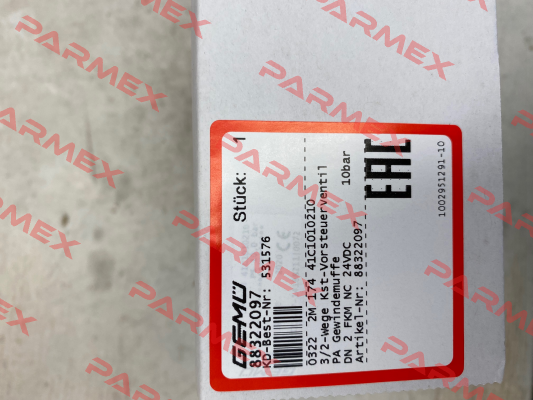 GEMÜ
88322097
KD-Best-Nr: 531576
Stück: 1
0322 2M 174 41C1010210
3/2-Wege Kst-Vorsteuerventil
PA Gewindemuffe 10bar
DN 2 FKM NC 24VDC
Artikel-Nr: 88322097
EAC
1002951291-10
PARMEX
PARMEX
PARMEX
PARMEX
PARMEX
PARMEX
PARMEX
PARMEX